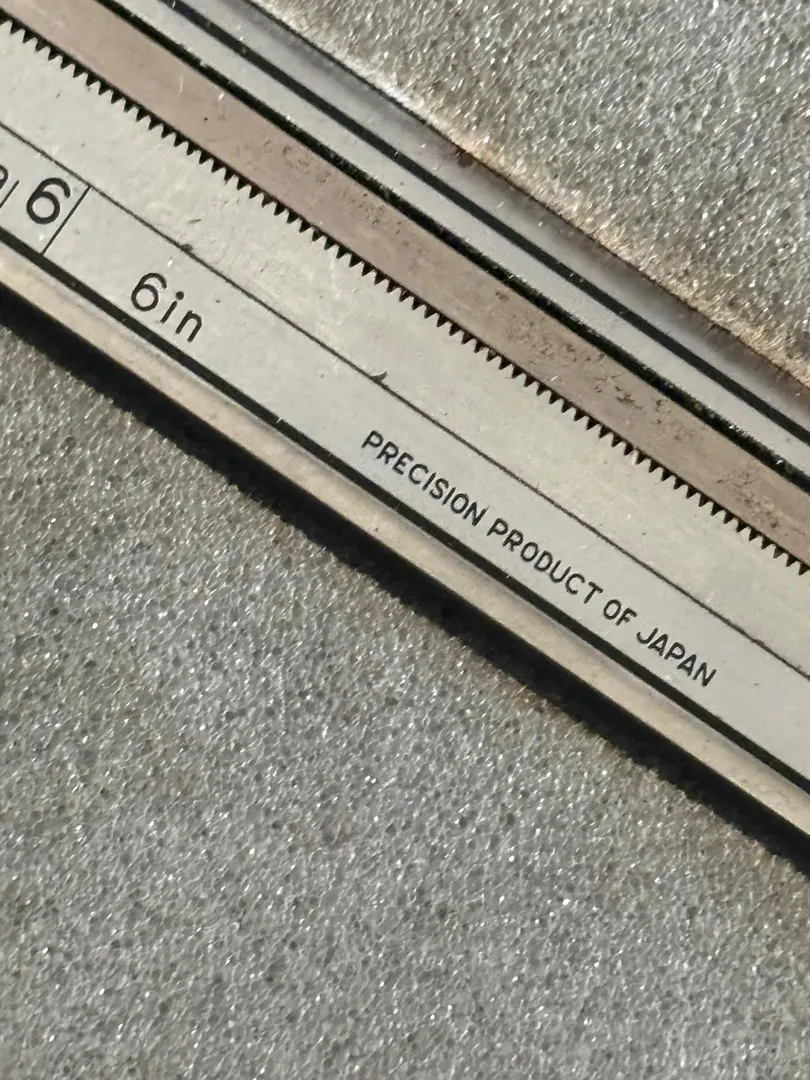 6
6in
PRECISION PRODUCT OF JAPAN